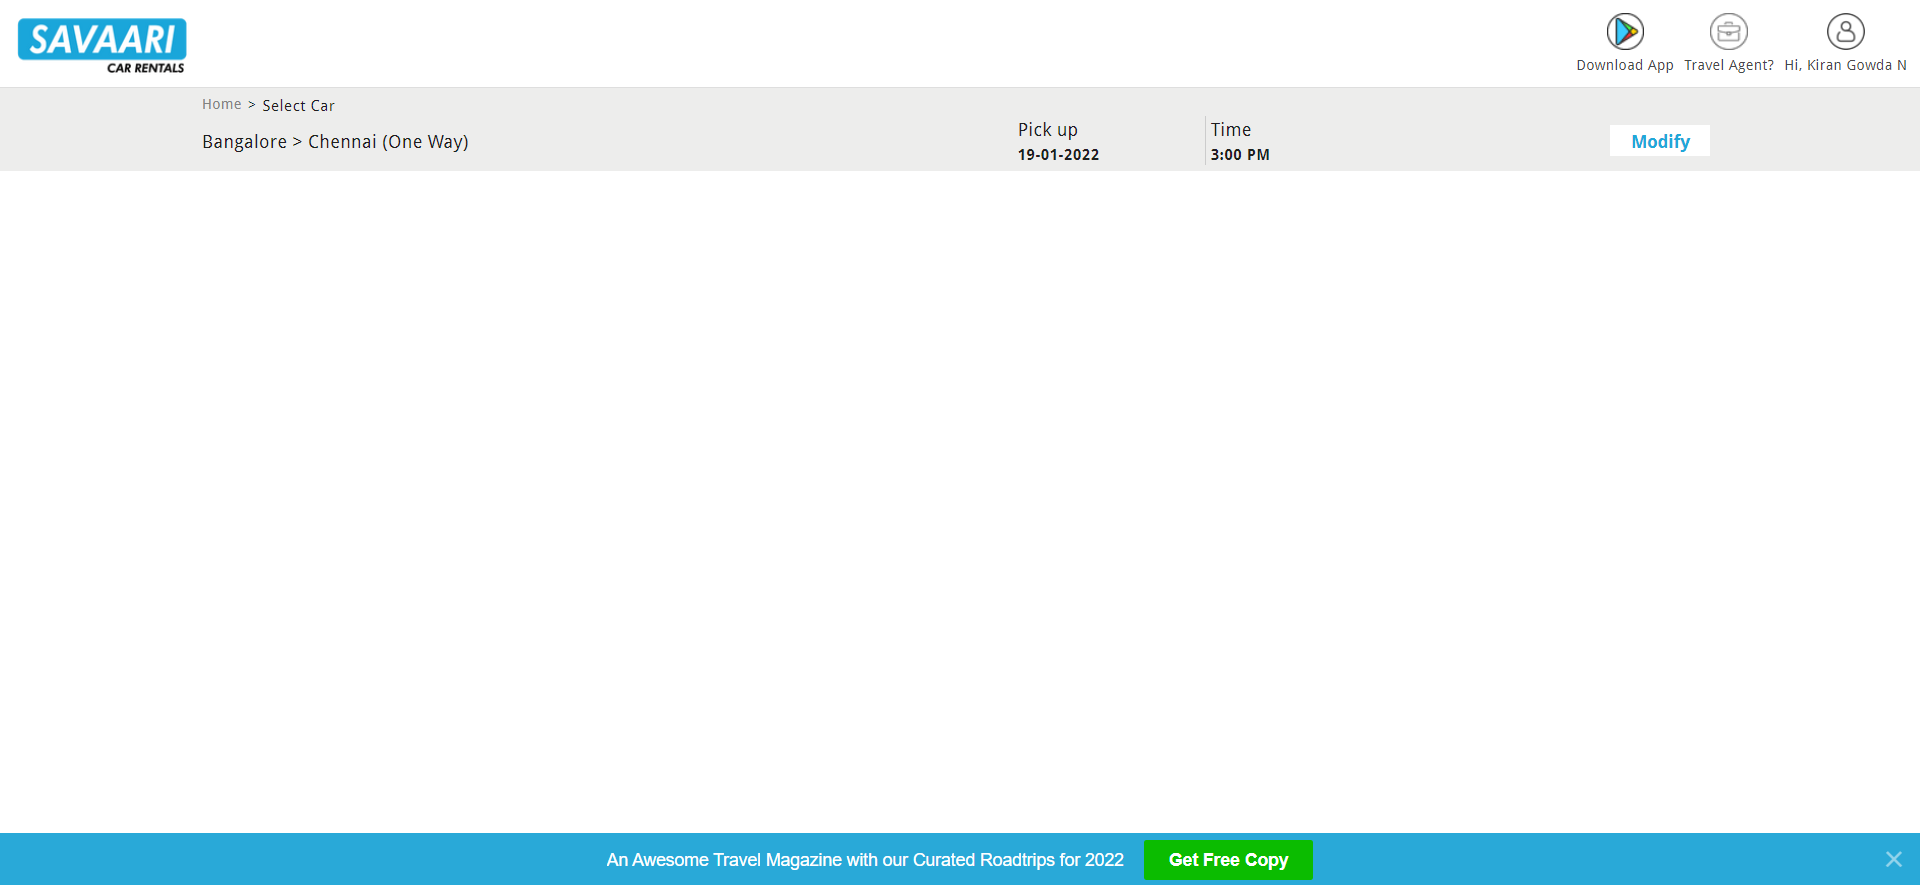 SAVAARI
CAR RENTALS
Download App
Travel Agent?
Hi, Kiran Gowda N
Home > Select Car
Bangalore > Chennai (One Way)
Pick up
19-01-2022
Time
3:00 PM
Modify
An Awesome Travel Magazine with our Curated Roadtrips for 2022
Get Free Copy